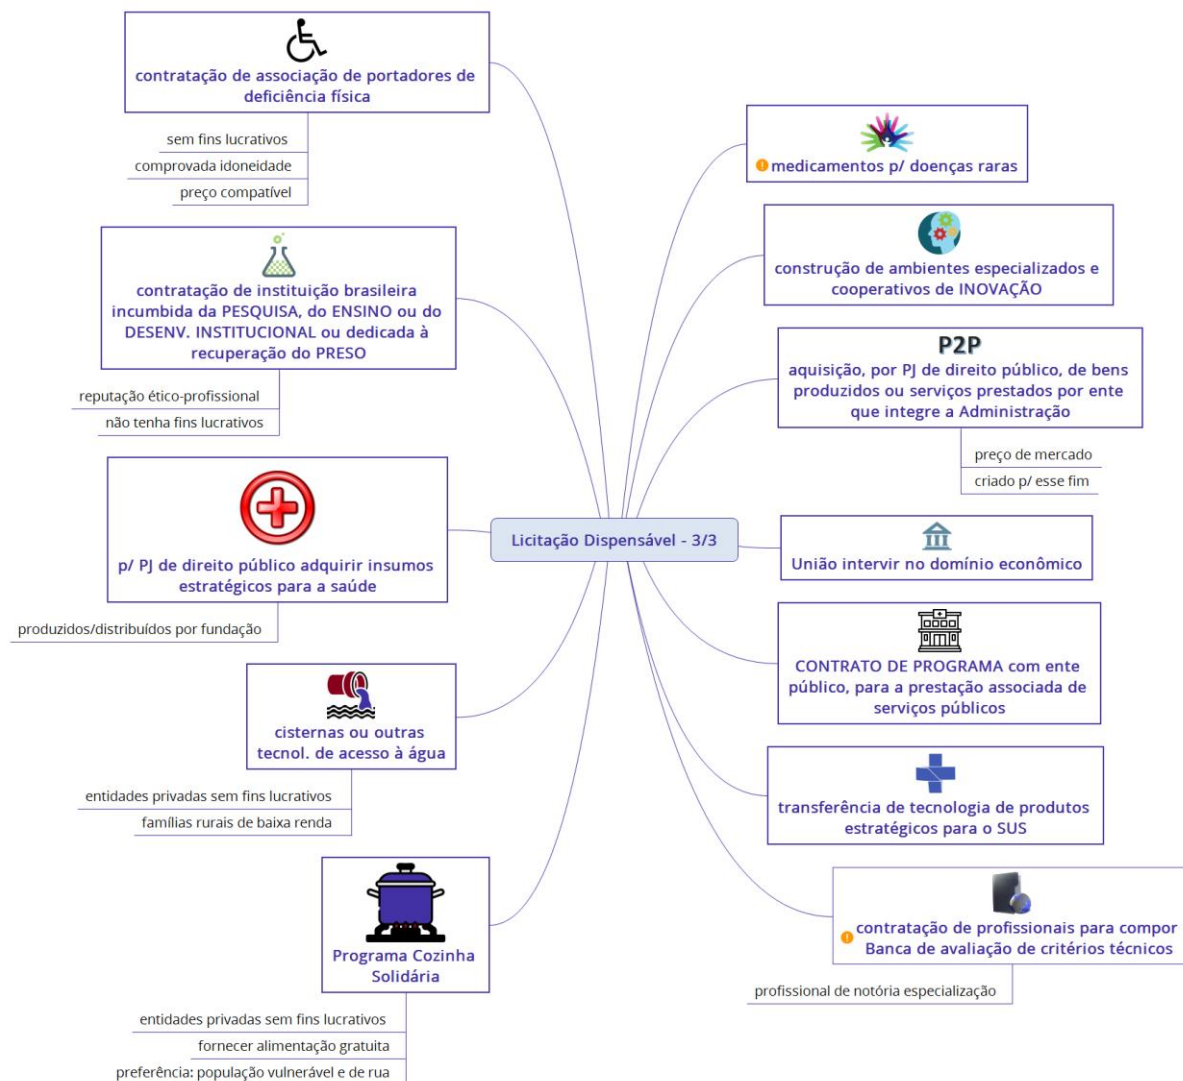 contratação de associação de portadores de
deficiência física
sem fins lucrativos
comprovada idoneidade
preço compatível
contratação de instituição brasileira
incumbida da PESQUISA, do ENSINO ou do
DESENV. INSTITUCIONAL ou dedicada à
recuperação do PRESO
reputação ético-profissional
não tenha fins lucrativos
p/ PJ de direito público adquirir insumos
estratégicos para a saúde
produzidos/distribuídos por fundação
cisternas ou outras
tecnol. de acesso à água
entidades privadas sem fins lucrativos
famílias rurais de baixa renda
Programa Cozinha
Solidária
entidades privadas sem fins lucrativos
fornecer alimentação gratuita
preferência: população vulnerável e de rua
Licitação Dispensável - 3/3
medicamentos p/ doenças raras
construção de ambientes especializados e
cooperativos de INOVAÇÃO
P2P
aquisição, por PJ de direito público, de bens
produzidos ou serviços prestados por ente
que integre a Administração
preço de mercado
criado p/ esse fim
União intervir no domínio econômico
CONTRATO DE PROGRAMA com ente
público, para a prestação associada de
serviços públicos
transferência de tecnologia de produtos
estratégicos para o SUS
contratação de profissionais para compor
Banca de avaliação de critérios técnicos
profissional de notória especialização